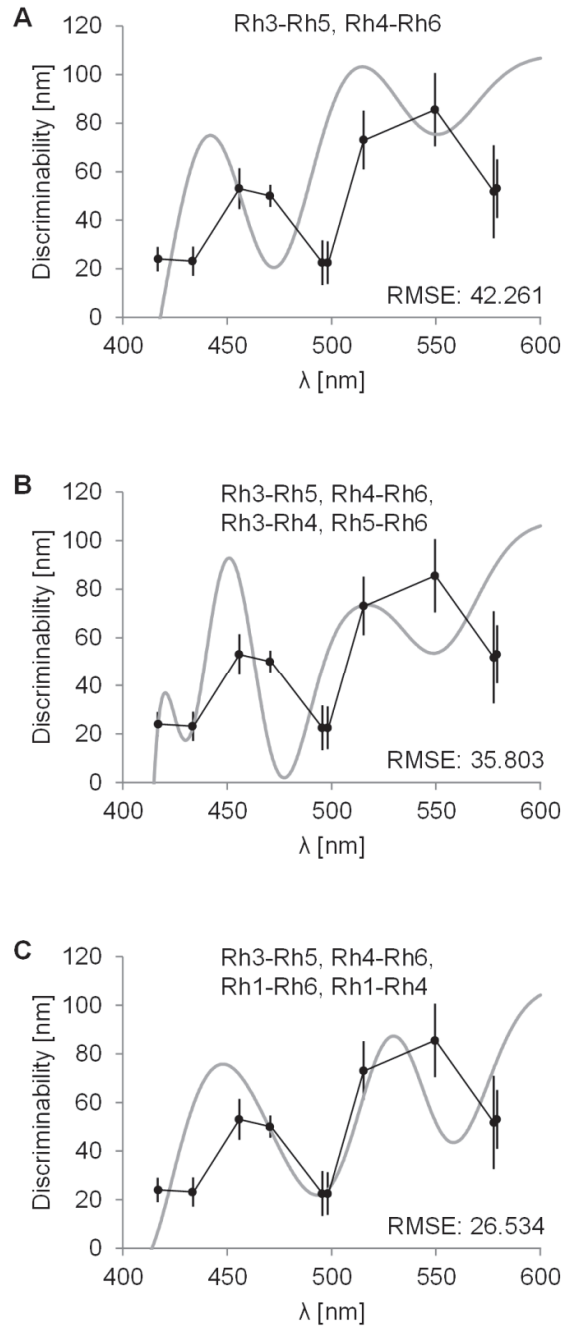 A
Rh3-Rh5, Rh4-Rh6
120
100
80
60
40
20
0
Discriminability [nm]
RMSE: 42.261
400 450 500 550 600
λ [nm]
B
Rh3-Rh5, Rh4-Rh6,
Rh3-Rh4, Rh5-Rh6
120
100
80
60
40
20
0
Discriminability [nm]
RMSE: 35.803
400 450 500 550 600
λ [nm]
C
Rh3-Rh5, Rh4-Rh6,
Rh1-Rh6, Rh1-Rh4
120
100
80
60
40
20
0
Discriminability [nm]
RMSE: 26.534
400 450 500 550 600
λ [nm]